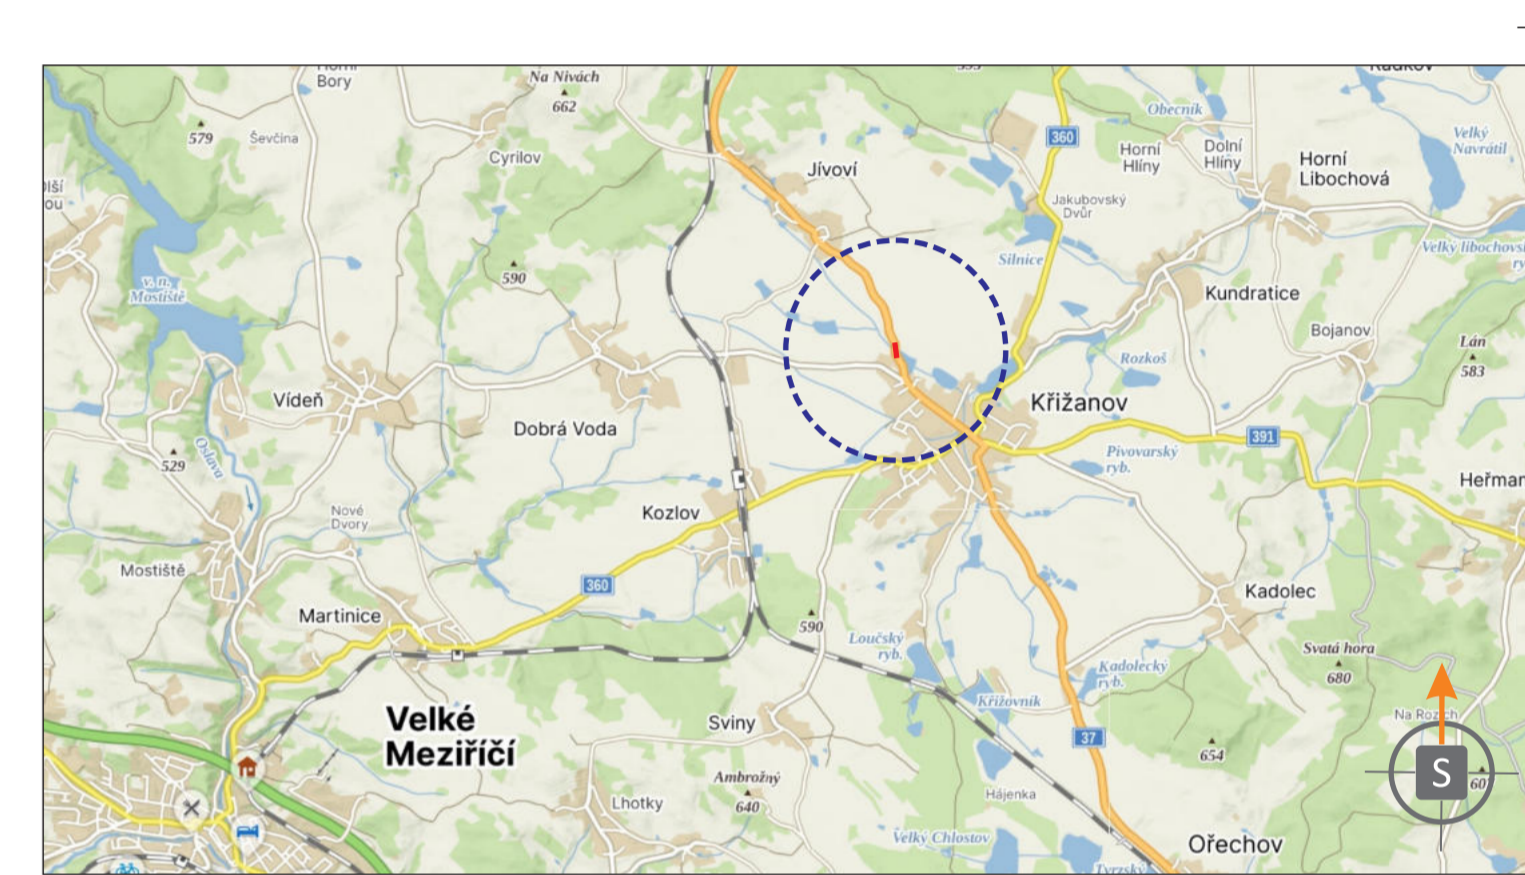 Bory
Na Nivách
662
Obecník
360
579
Ševčina
Cyrilov
Jívoví
Horní
Hlíny
Dolní
Hlíny
Velký
Navrátil
Horní
Libochová
Jakubovský
Dvůr
Silnice
590
v. n.
Mostiště
Kundratice
Bojanov
Lán
583
Rozkoš
Vídeň
Křižanov
Dobrá Voda
391
Oslava
529
Pivovarský
ryb.
Kozlov
Nové
Dvory
Mostiště
360
Kadolec
Martinice
590
Loučský
ryb.
Svatá hora
680
Kadolecký
ryb.
Křižovník
Velké
Meziříčí
Sviny
37
654
S
Ambrožný
640
Lhotky
Hájenka
Velký Chlostov
Ořechov